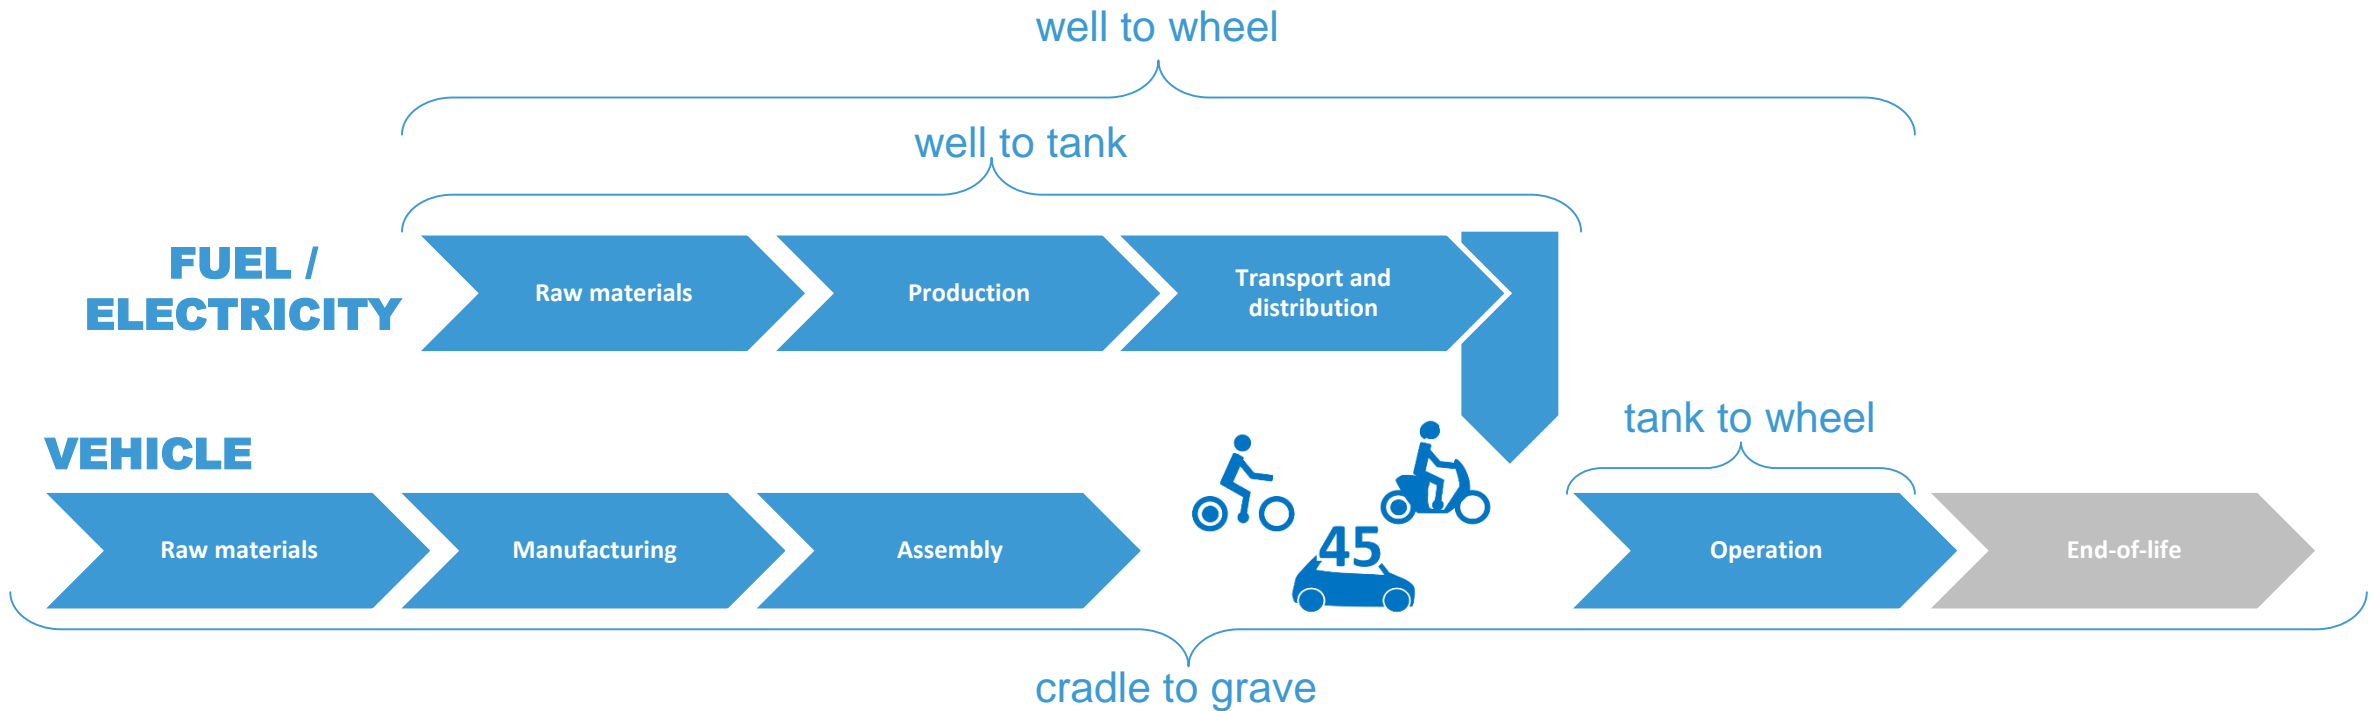 well to wheel
well to tank
FUEL /
ELECTRICITY
Raw materials
Production
Transport and
distribution
VEHICLE
tank to wheel
Raw materials
Manufacturing
Assembly
45
Operation
End-of-life
cradle to grave